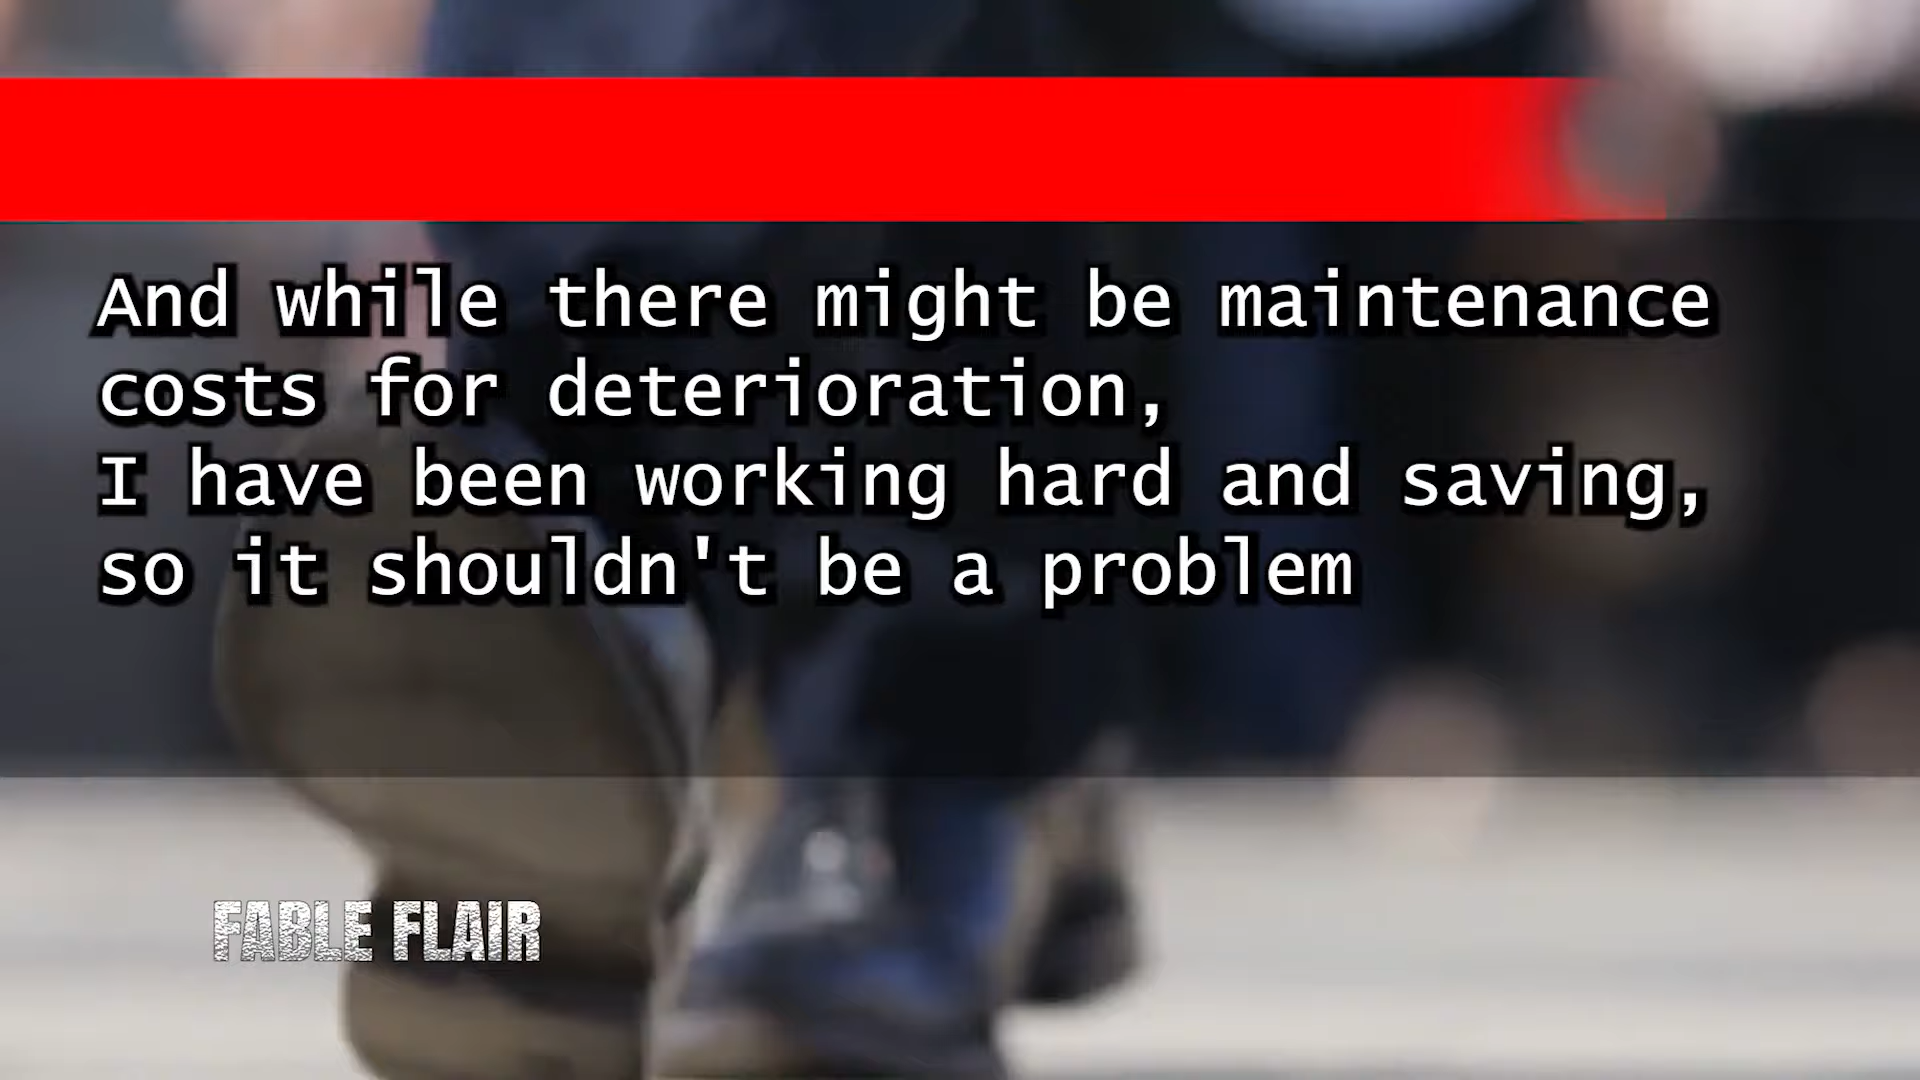 And while there might be maintenance
costs for deterioration,
I have been working hard and saving,
so it shouldn't be a problem
FABLE FLAIR